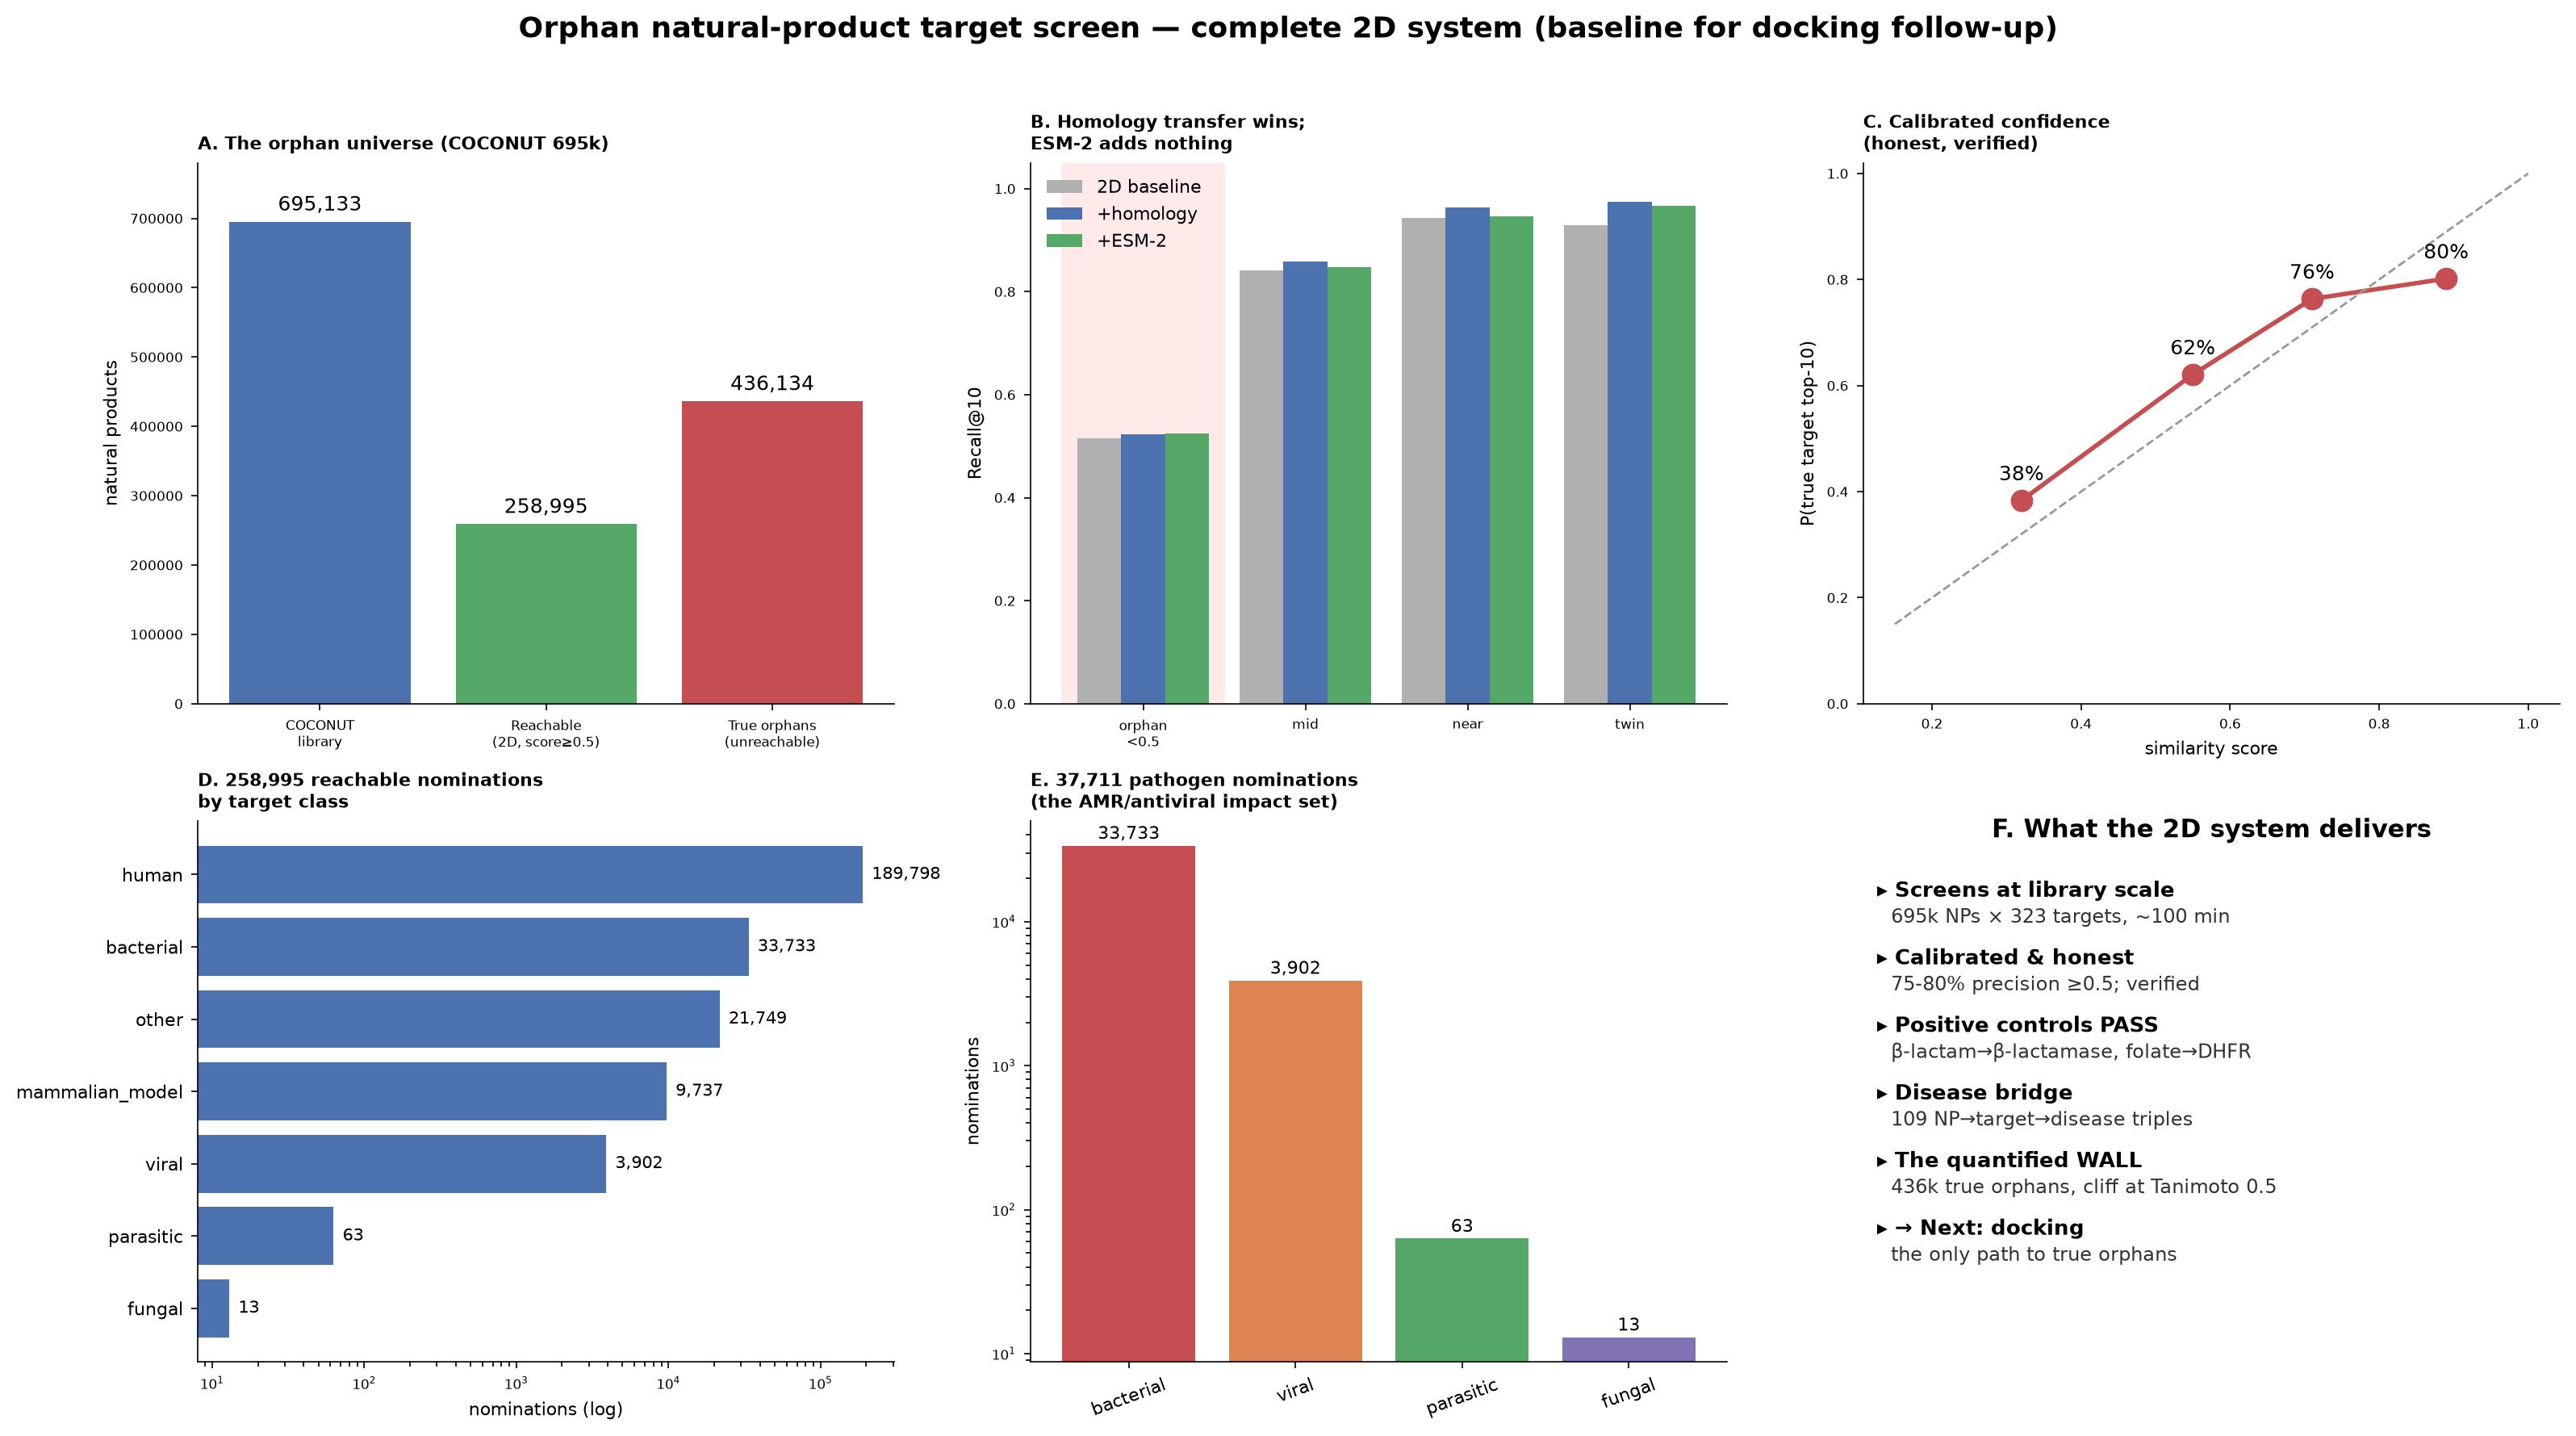 Orphan natural-product target screen — complete 2D system (baseline for docking follow-up)
A. The orphan universe (COCONUT 695k)
natural products
700000
600000
500000
400000
300000
200000
100000
0
695,133
258,995
436,134
COCONUT
library
Reachable
(2D, score≥0.5)
True orphans
(unreachable)
B. Homology transfer wins;
ESM-2 adds nothing
Recall@10
1.0
0.8
0.6
0.4
0.2
0.0
2D baseline
+homology
+ESM-2
orphan
<0.5
mid
near
twin
C. Calibrated confidence
(honest, verified)
P(true target top-10)
1.0
0.8
0.6
0.4
0.2
0.0
38%
62%
76%
80%
0.2
0.4
0.6
0.8
1.0
similarity score
D. 258,995 reachable nominations
by target class
human
189,798
bacterial
33,733
other
21,749
mammalian_model
9,737
viral
3,902
parasitic
63
fungal
13
10¹
10²
10³
10⁴
10⁵
nominations (log)
E. 37,711 pathogen nominations
(the AMR/antiviral impact set)
nominations
10⁴
10³
10²
10¹
33,733
3,902
63
13
bacterial
viral
parasitic
fungal
F. What the 2D system delivers
▸ Screens at library scale
695k NPs × 323 targets, ~100 min
▸ Calibrated & honest
75-80% precision ≥0.5; verified
▸ Positive controls PASS
β-lactam→β-lactamase, folate→DHFR
▸ Disease bridge
109 NP→target→disease triples
▸ The quantified WALL
436k true orphans, cliff at Tanimoto 0.5
▸ → Next: docking
the only path to true orphans